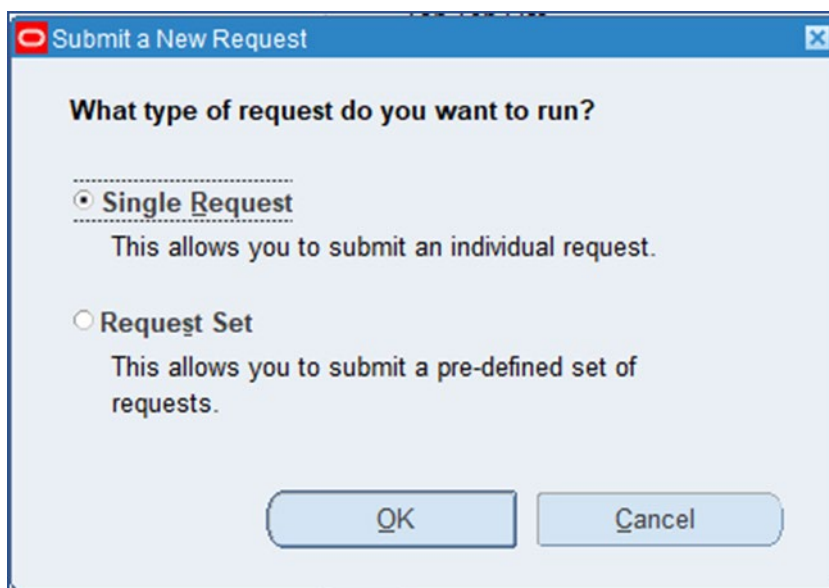 Submit a New Request
What type of request do you want to run?
Single Request
This allows you to submit an individual request.
Request Set
This allows you to submit a pre-defined set of
requests.
OK
Cancel